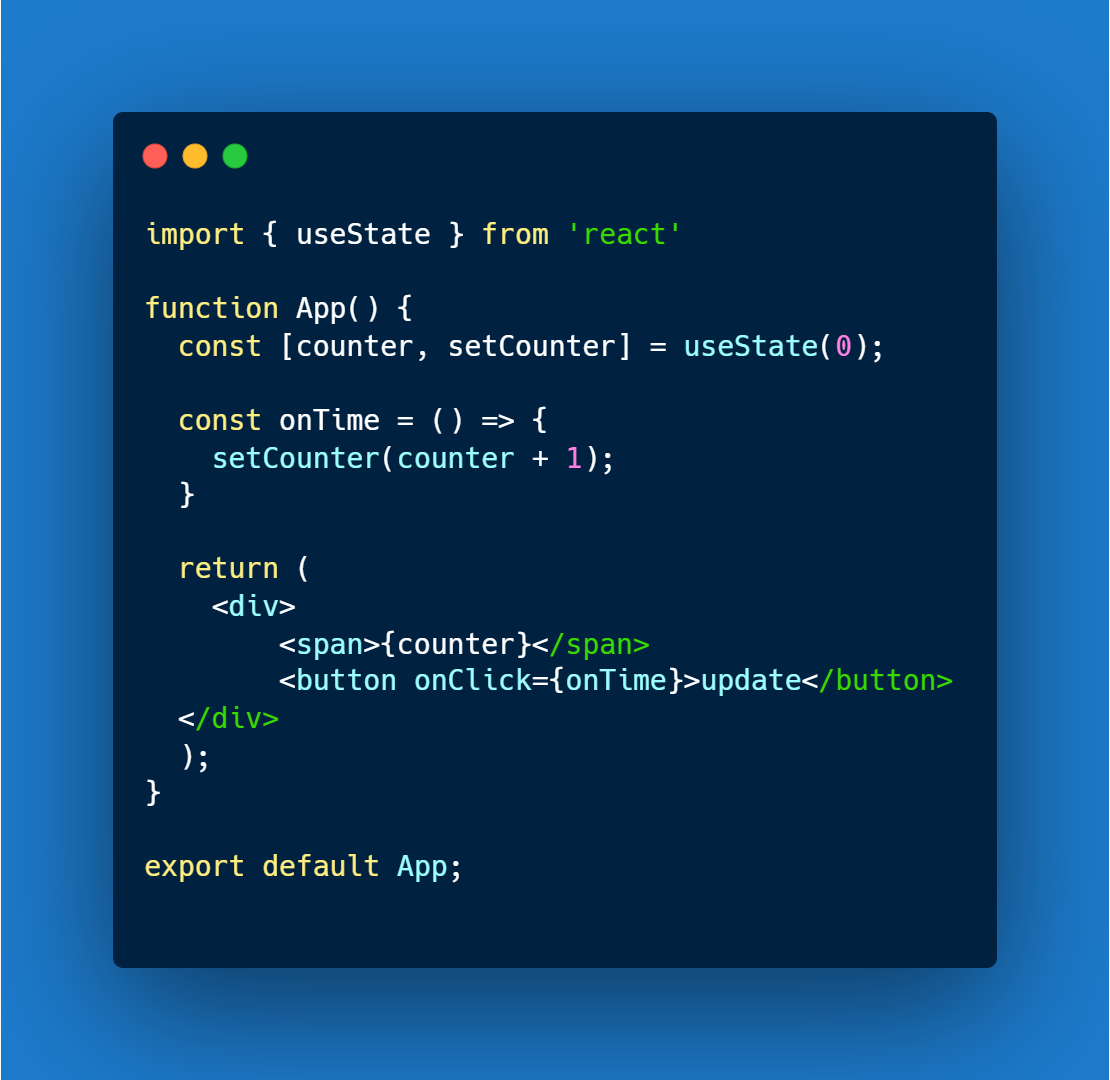 import { useState } from 'react'
function App() {
const [counter, setCounter] = useState(0);
const onTime = () => {
setCounter(counter + 1);
}
return (
<div>
<span>{counter}</span>
<button onClick={onTime}>update</button>
</div>
);
}
export default App;